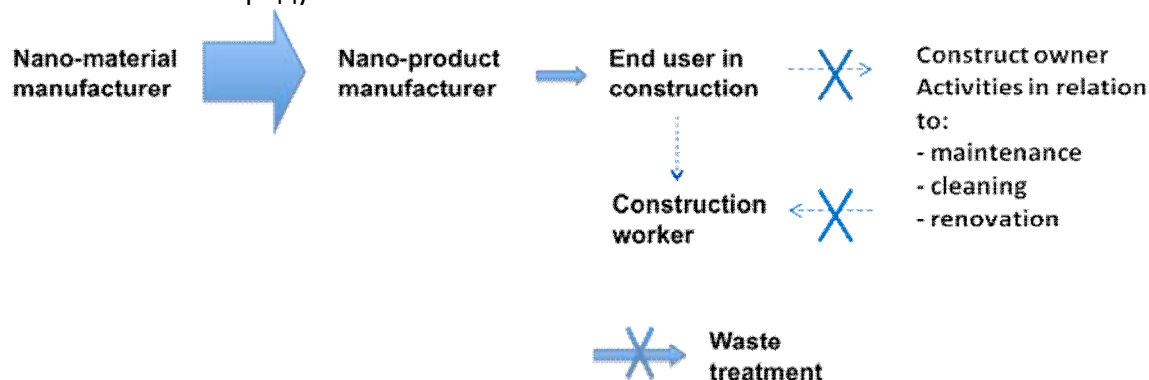 Nano-material
manufacturer
Nano-product
manufacturer
End user in
construction
Construct owner
Activities in relation
to:
- maintenance
- cleaning
- renovation
Construction
worker
Waste
treatment